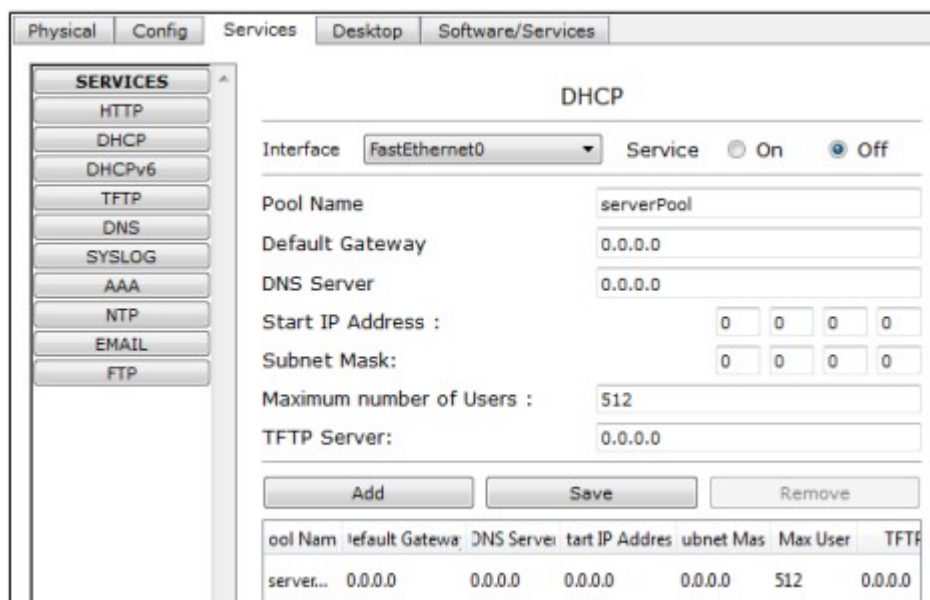 Physical Config Services Desktop Software/Services
SERVICES
HTTP
DHCP
DHCPv6
TFTP
DNS
SYSLOG
AAA
NTP
EMAIL
FTP
DHCP
Interface FastEthernet0 Service On Off
Pool Name serverPool
Default Gateway 0.0.0.0
DNS Server 0.0.0.0
Start IP Address : 0 0 0 0
Subnet Mask: 0 0 0 0
Maximum number of Users : 512
TFTP Server: 0.0.0.0
Add Save Remove
ool Nam efault Gatewa DNS Server tart IP Addres ubnet Mas Max User TFTP
server... 0.0.0.0 0.0.0.0 0.0.0.0 0.0.0.0 512 0.0.0.0